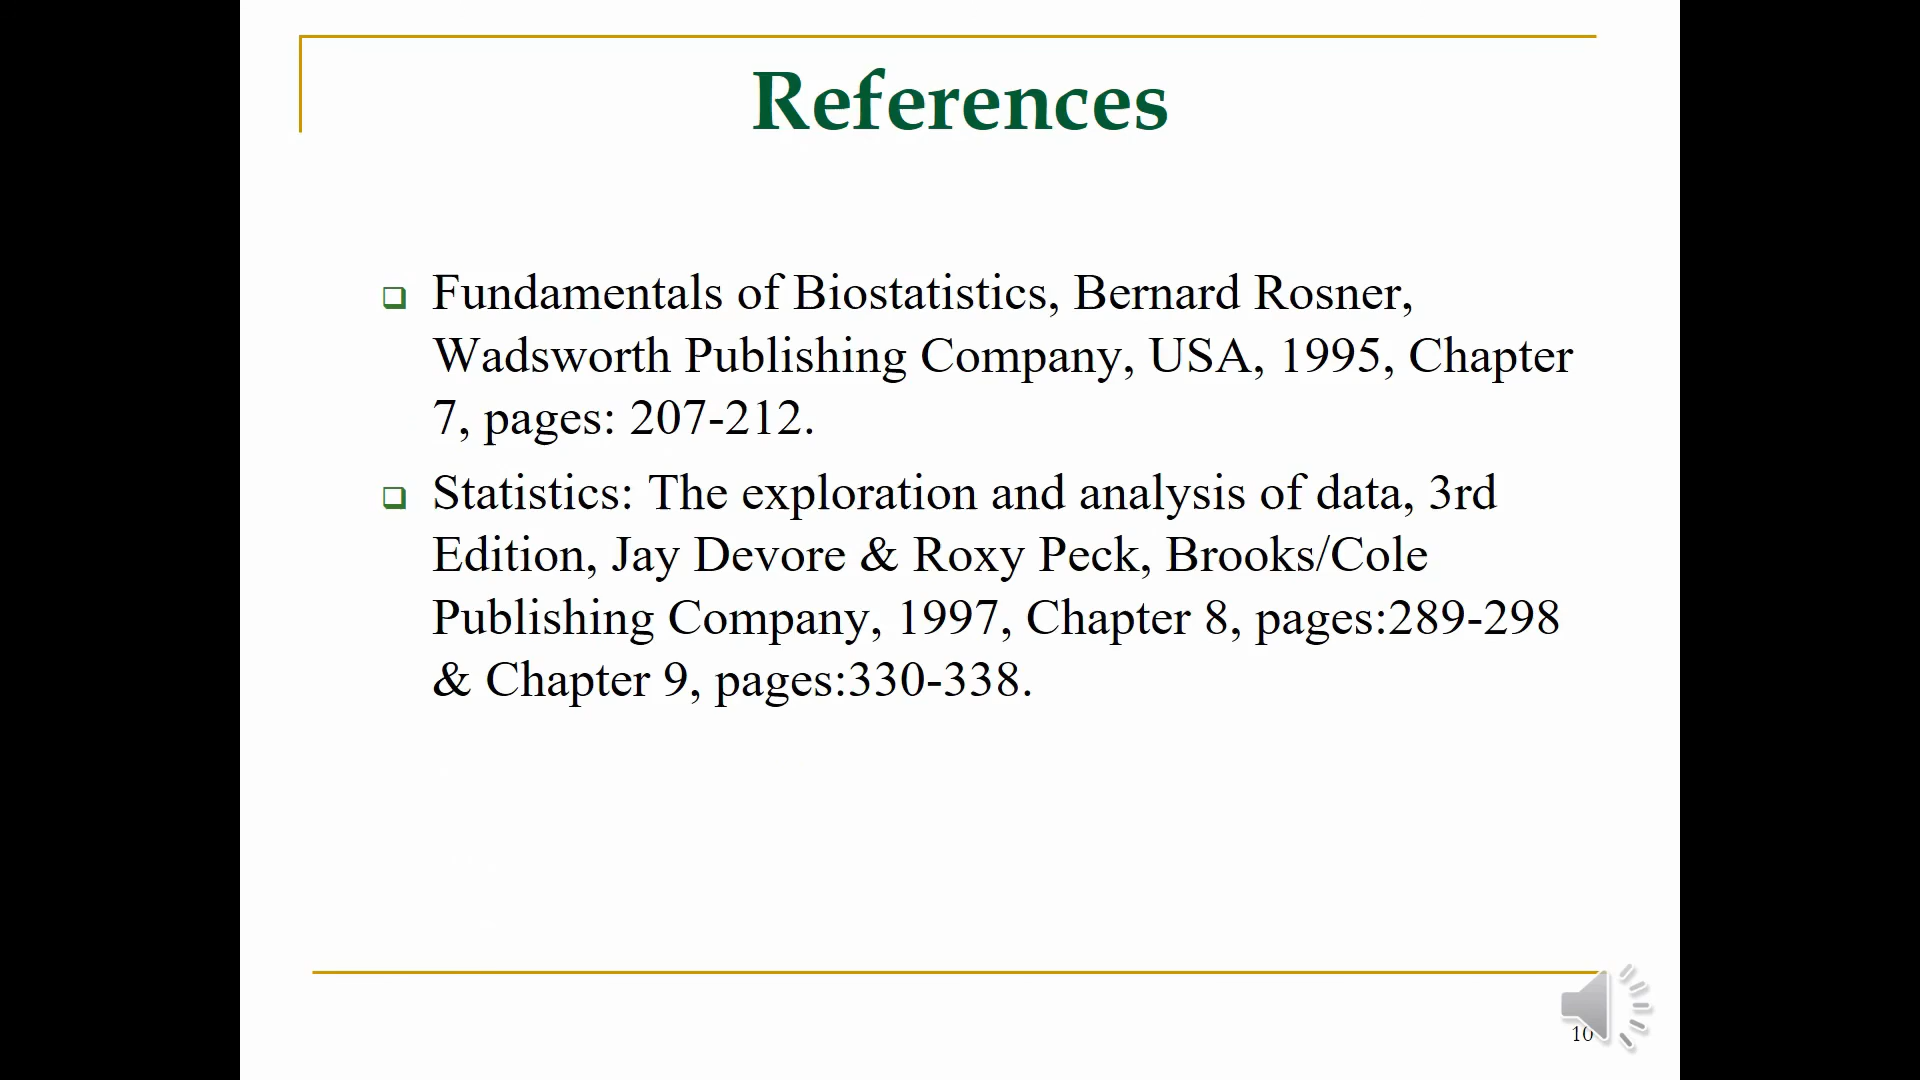 References
Fundamentals of Biostatistics, Bernard Rosner,
Wadsworth Publishing Company, USA, 1995, Chapter
7, pages: 207-212.
Statistics: The exploration and analysis of data, 3rd
Edition, Jay Devore & Roxy Peck, Brooks/Cole
Publishing Company, 1997, Chapter 8, pages:289-298
& Chapter 9, pages:330-338.
10